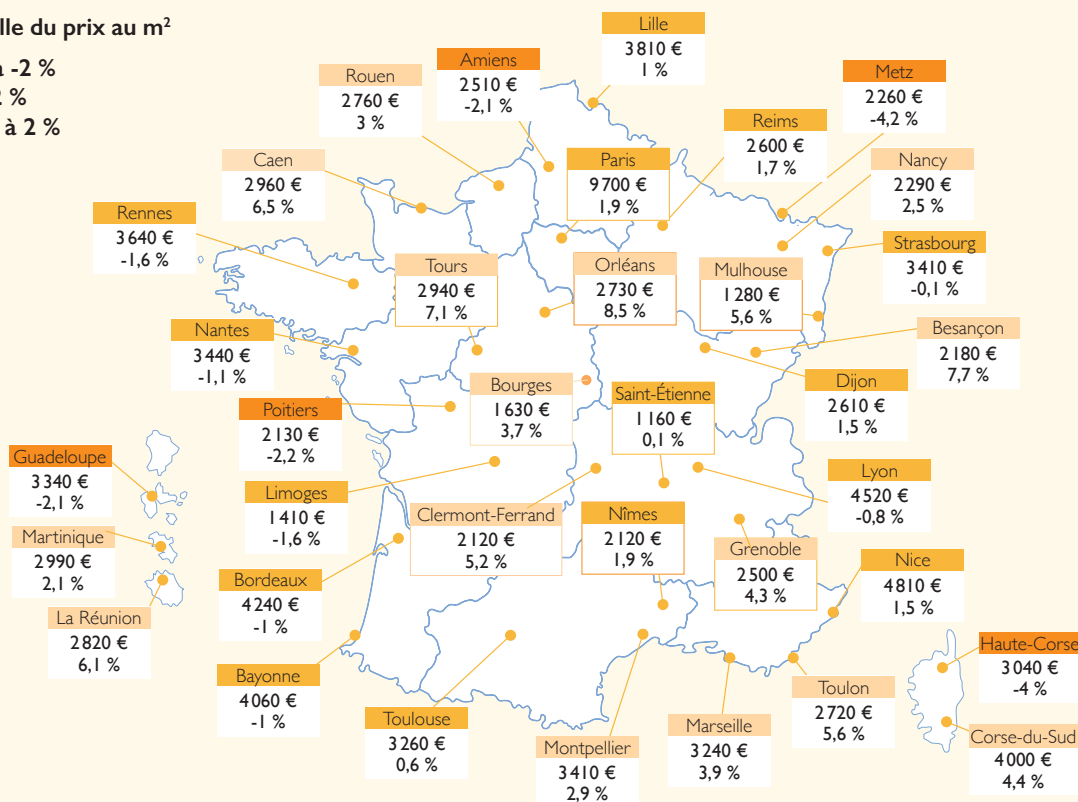 lle du prix au m²
à -2 %
2 %
à 2 %
Lille
3 810 €
1 %
Amiens
2 510 €
-2,1 %
Rouen
2 760 €
3 %
Metz
2 260 €
-4,2 %
Reims
2 600 €
1,7 %
Caen
2 960 €
6,5 %
Paris
9 700 €
1,9 %
Nancy
2 290 €
2,5 %
Rennes
3 640 €
-1,6 %
Strasbourg
3 410 €
-0,1 %
Tours
2 940 €
7,1 %
Orléans
2 730 €
8,5 %
Mulhouse
1 280 €
5,6 %
Nantes
3 440 €
-1,1 %
Besançon
2 180 €
7,7 %
Bourges
1 630 €
3,7 %
Saint-Étienne
1 160 €
0,1 %
Dijon
2 610 €
1,5 %
Poitiers
2 130 €
-2,2 %
Guadeloupe
3 340 €
-2,1 %
Limoges
1 410 €
-1,6 %
Lyon
4 520 €
-0,8 %
Clermont-Ferrand
2 120 €
5,2 %
Nîmes
2 120 €
1,9 %
Martinique
2 990 €
2,1 %
Grenoble
2 500 €
4,3 %
Nice
4 810 €
1,5 %
Bordeaux
4 240 €
-1 %
La Réunion
2 820 €
6,1 %
Haute-Corse
3 040 €
-4 %
Bayonne
4 060 €
-1 %
Toulon
2 720 €
5,6 %
Toulouse
3 260 €
0,6 %
Marseille
3 240 €
3,9 %
Montpellier
3 410 €
2,9 %
Corse-du-Sud
4 000 €
4,4 %